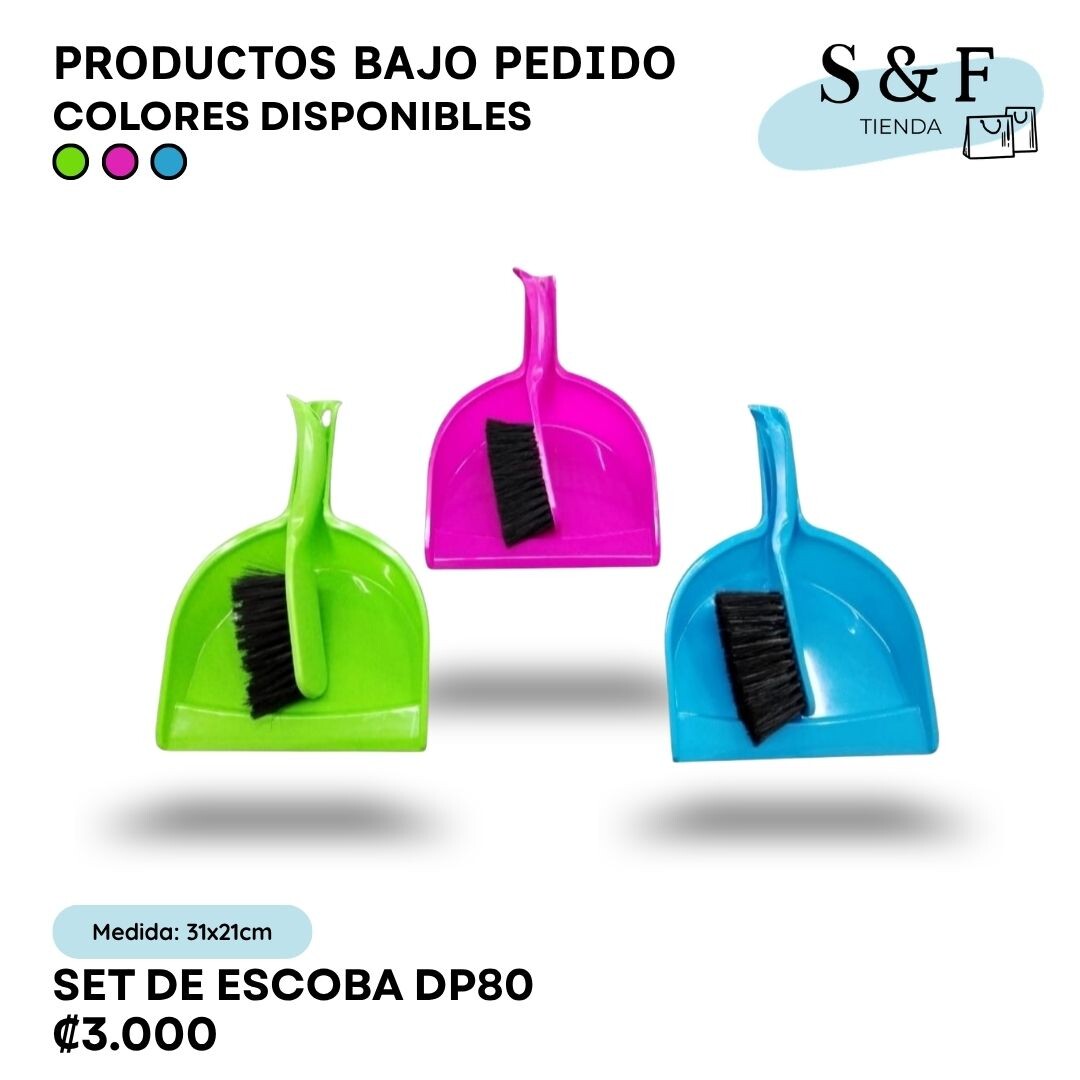 PRODUCTOS BAJO PEDIDO
COLORES DISPONIBLES
S & F
TIENDA
Medida: 31x21cm
SET DE ESCOBA DP80
₡3.000